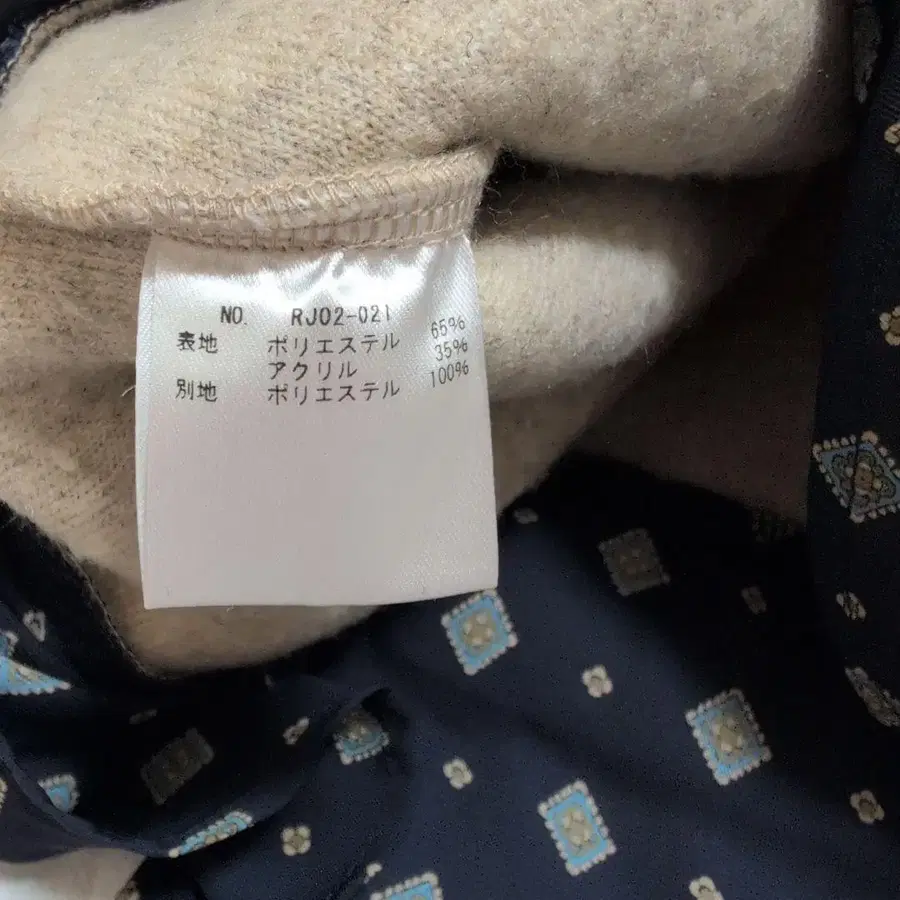 NO. RJ02-021
表地 ポリエステル 65%
アクリル 35%
別地 ポリエステル 100%